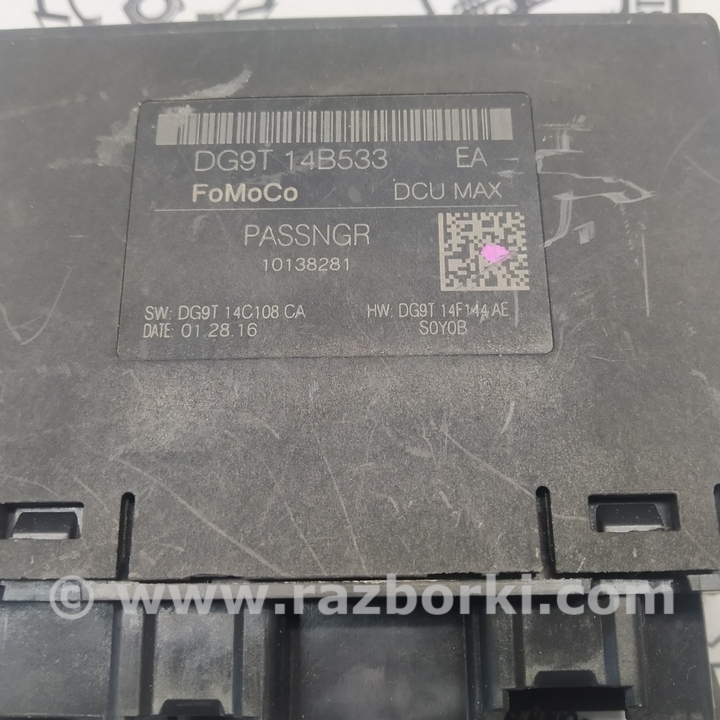 DG9T 14B533 EA
FoMoCo DCU MAX
PASSNGR
10138281
SW: DG9T 14C108 CA HW: DG9T 14F144 AE
DATE: 01.28.16 S0Y0B
© www.razborki.com